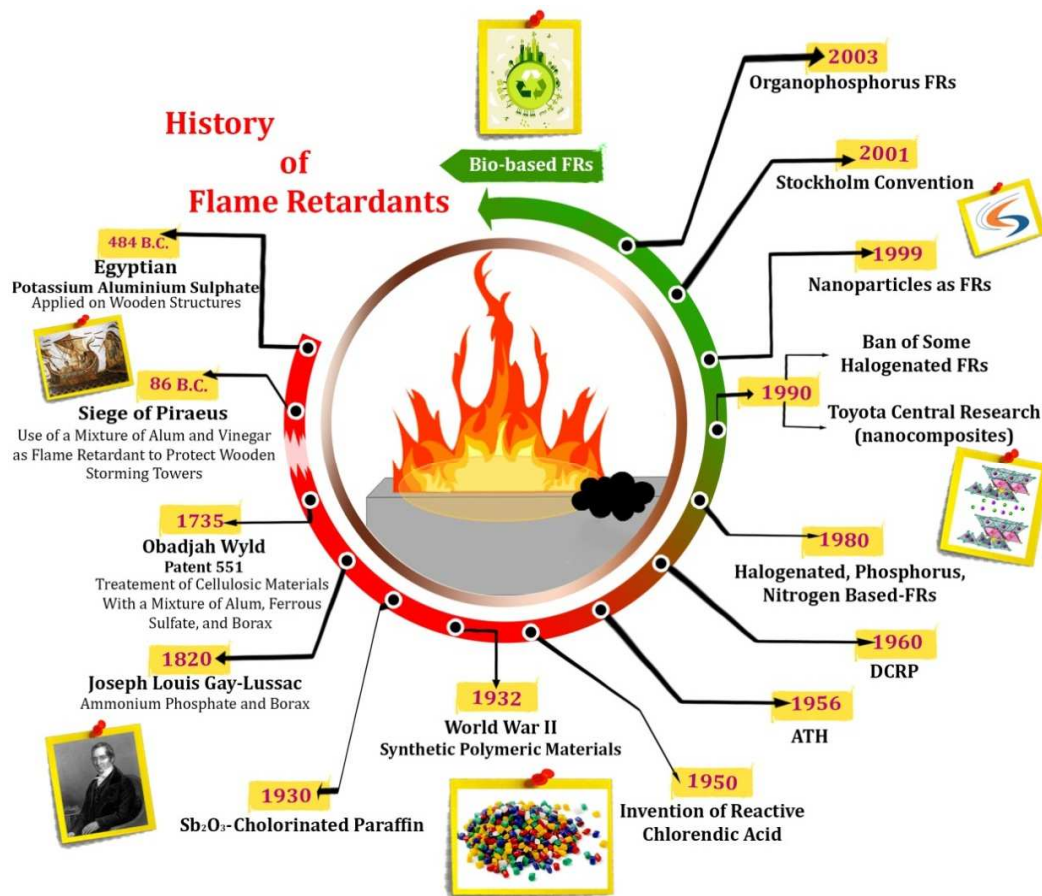 History
of
Flame Retardants
484 B.C.
Egyptian
Potassium Aluminium Sulphate
Applied on Wooden Structures
86 B.C.
Siege of Piraeus
Use of a Mixture of Alum and Vinegar
as Flame Retardant to Protect Wooden
Storming Towers
1735
Obadjah Wyld
Patent 551
Treatement of Cellulosic Materials
With a Mixture of Alum, Ferrous
Sulfate, and Borax
1820
Joseph Louis Gay-Lussac
Ammonium Phosphate and Borax
1930
Sb₂O₃-Cholorinated Paraffin
1932
World War II
Synthetic Polymeric Materials
1950
Invention of Reactive
Chlorendic Acid
1956
ATH
1960
DCRP
1980
Halogenated, Phosphorus,
Nitrogen Based-FRs
1990
Ban of Some
Halogenated FRs
Toyota Central Research
(nanocomposites)
1999
Nanoparticles as FRs
2001
Stockholm Convention
2003
Organophosphorus FRs
Bio-based FRs